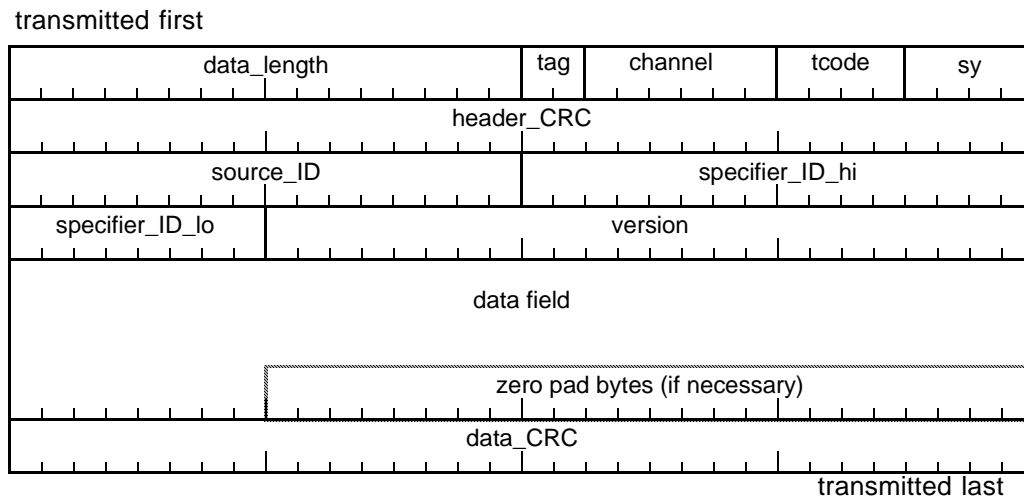 transmitted first
data_length tag channel tcode sy
header_CRC
source_ID specifier_ID_hi
specifier_ID_lo version
data field
zero pad bytes (if necessary)
data_CRC
transmitted last